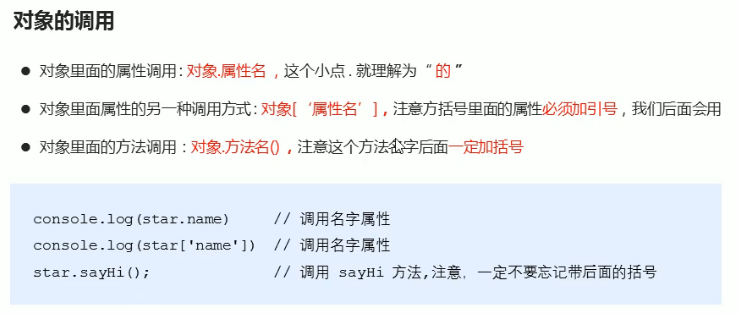 对象的调用
● 对象里面的属性调用 : 对象.属性名 ，这个小点 . 就理解为“ 的 ”
● 对象里面属性的另一种调用方式 : 对象[‘属性名’]，注意方括号里面的属性必须加引号，我们后面会用
● 对象里面的方法调用：对象.方法名() ，注意这个方法名字后面一定加括号
console.log(star.name)     // 调用名字属性
console.log(star['name'])  // 调用名字属性
star.sayHi();              // 调用 sayHi 方法,注意，一定不要忘记带后面的括号